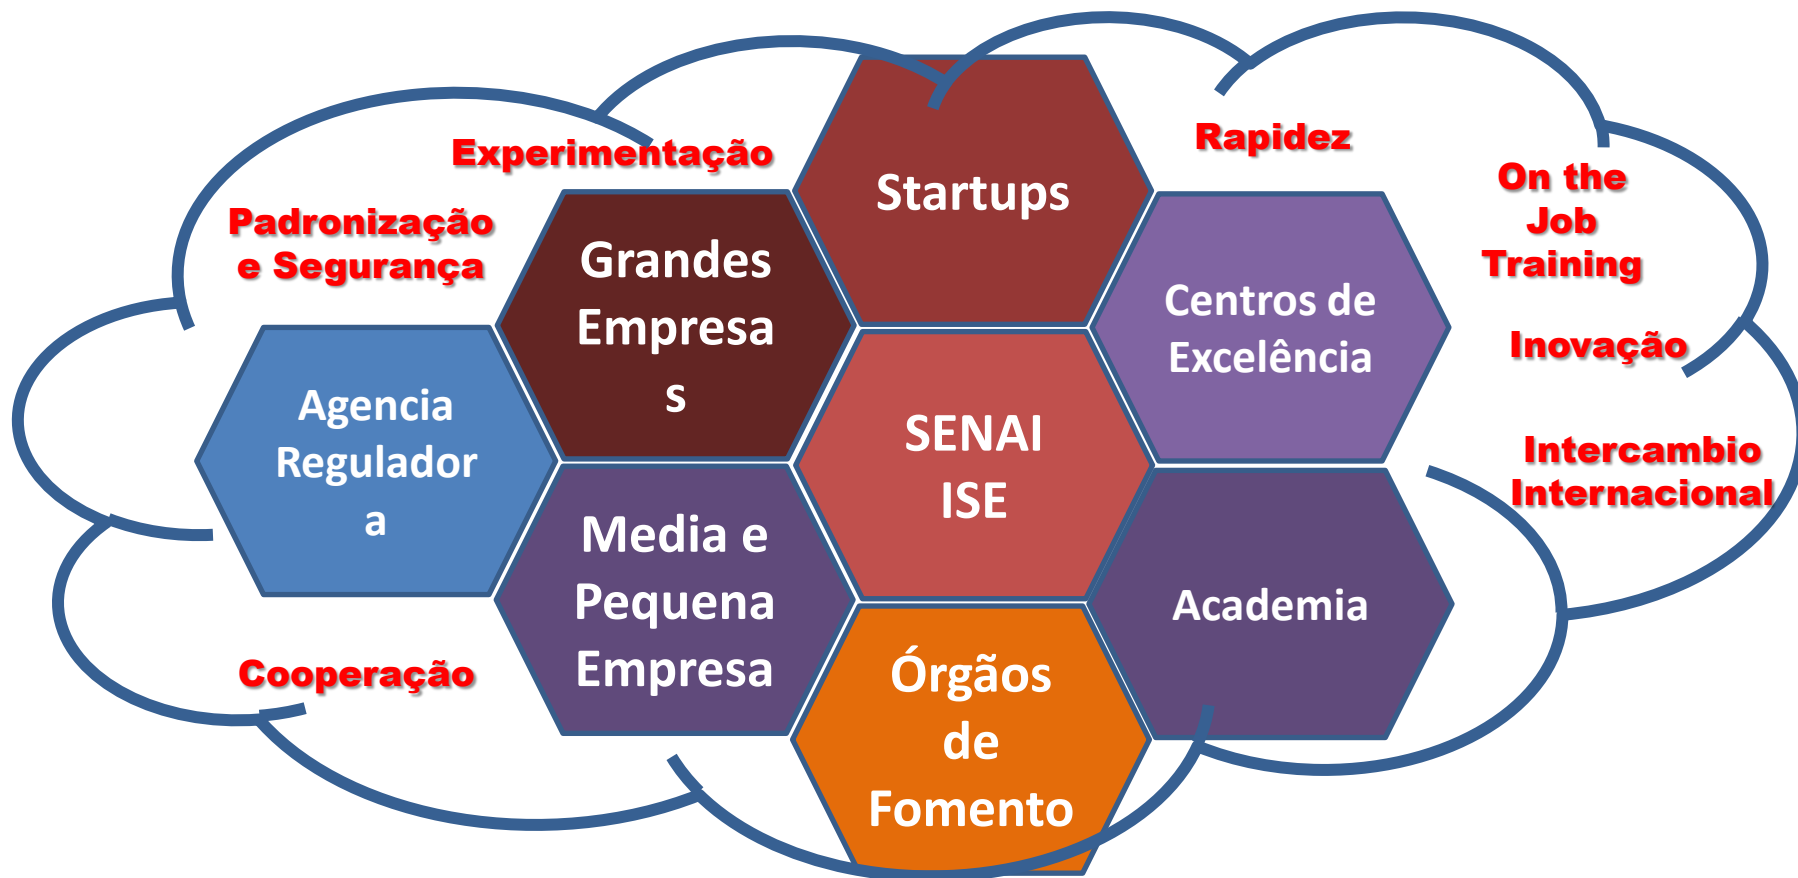 Experimentação
Rapidez
On the
Job
Training
Startups
Padronização
e Segurança
Grandes
Empresa
s
Centros de
Excelência
Inovação
Agencia
Regulador
a
SENAI
ISE
Intercambio
Internacional
Media e
Pequena
Empresa
Academia
Cooperação
Órgãos
de
Fomento